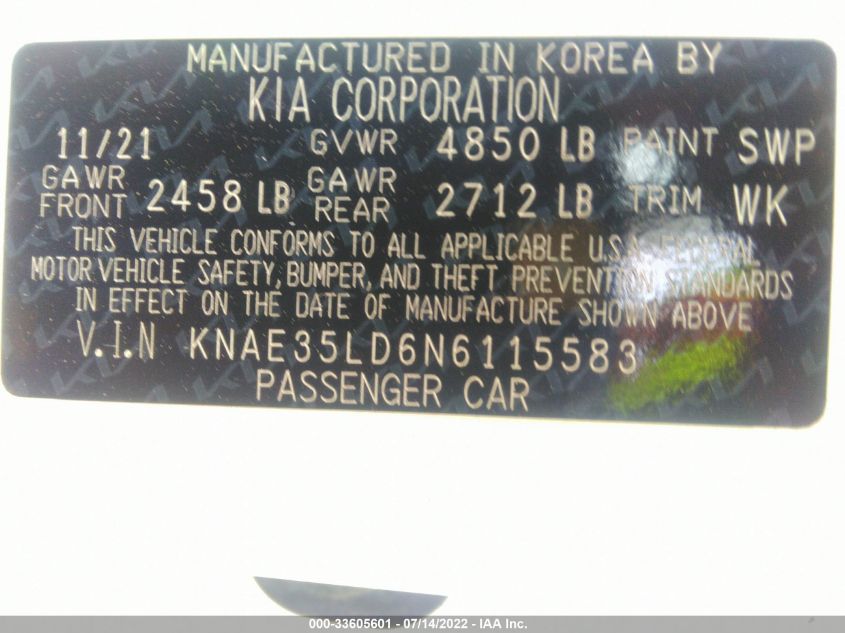 MANUFACTURED IN KOREA BY
KIA CORPORATION
11/21 GVWR 4850 LB PAINT SWP
GAWR FRONT 2458 LB GAWR REAR 2712 LB TRIM WK
THIS VEHICLE CONFORMS TO ALL APPLICABLE U.S.A. FEDERAL
MOTOR VEHICLE SAFETY, BUMPER, AND THEFT PREVENTION STANDARDS
IN EFFECT ON THE DATE OF MANUFACTURE SHOWN ABOVE
V.I.N KNAE35LD6N6115583
PASSENGER CAR
000-33605601 - 07/14/2022 - IAA Inc.